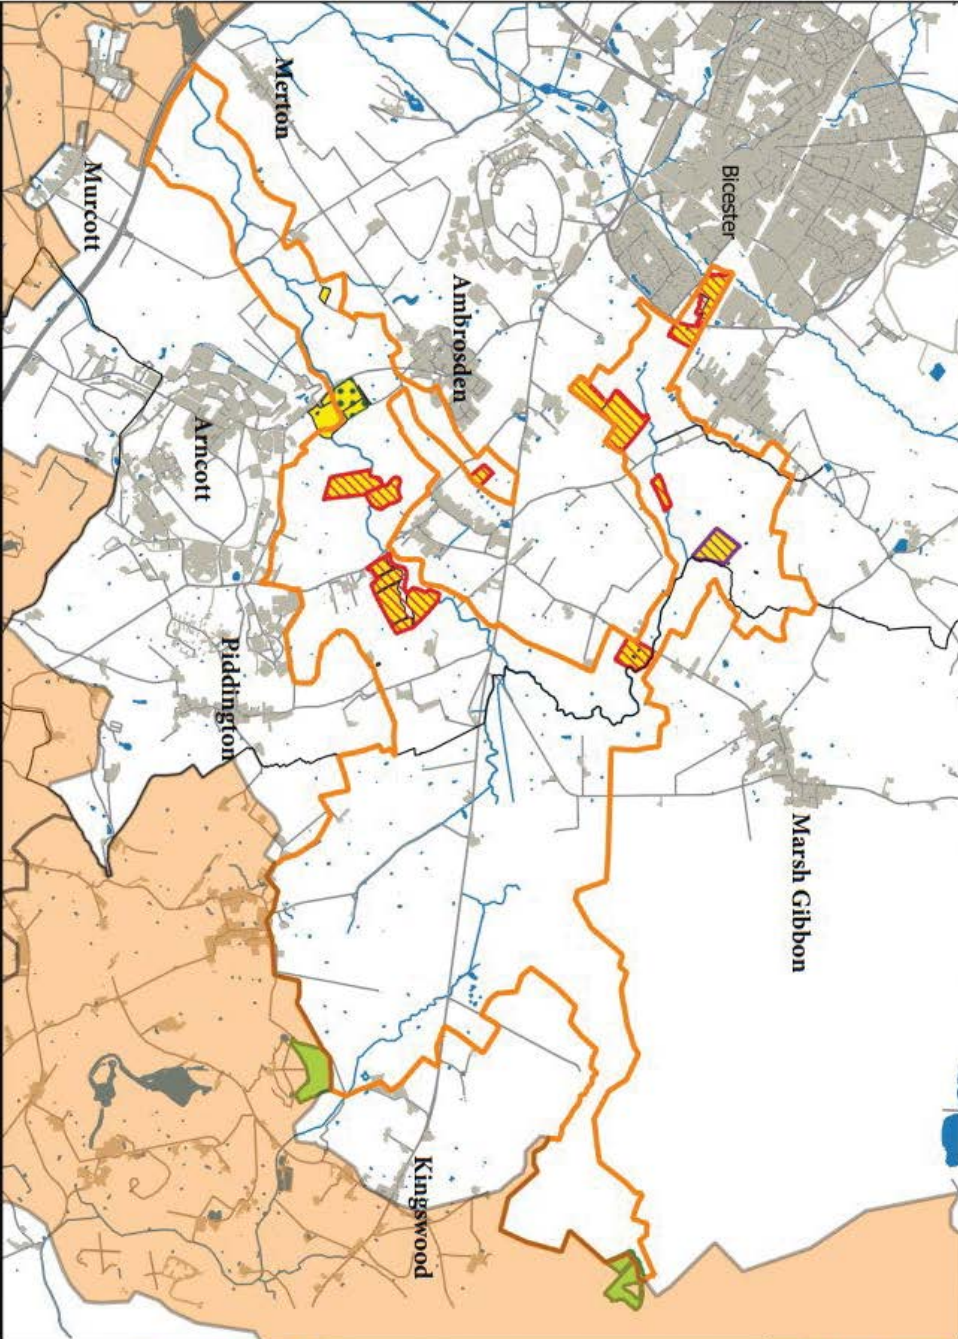 Bicester
Marsh Gibbon
Merton
Ambrosden
Murcott
Arncott
Piddington
Kingswood